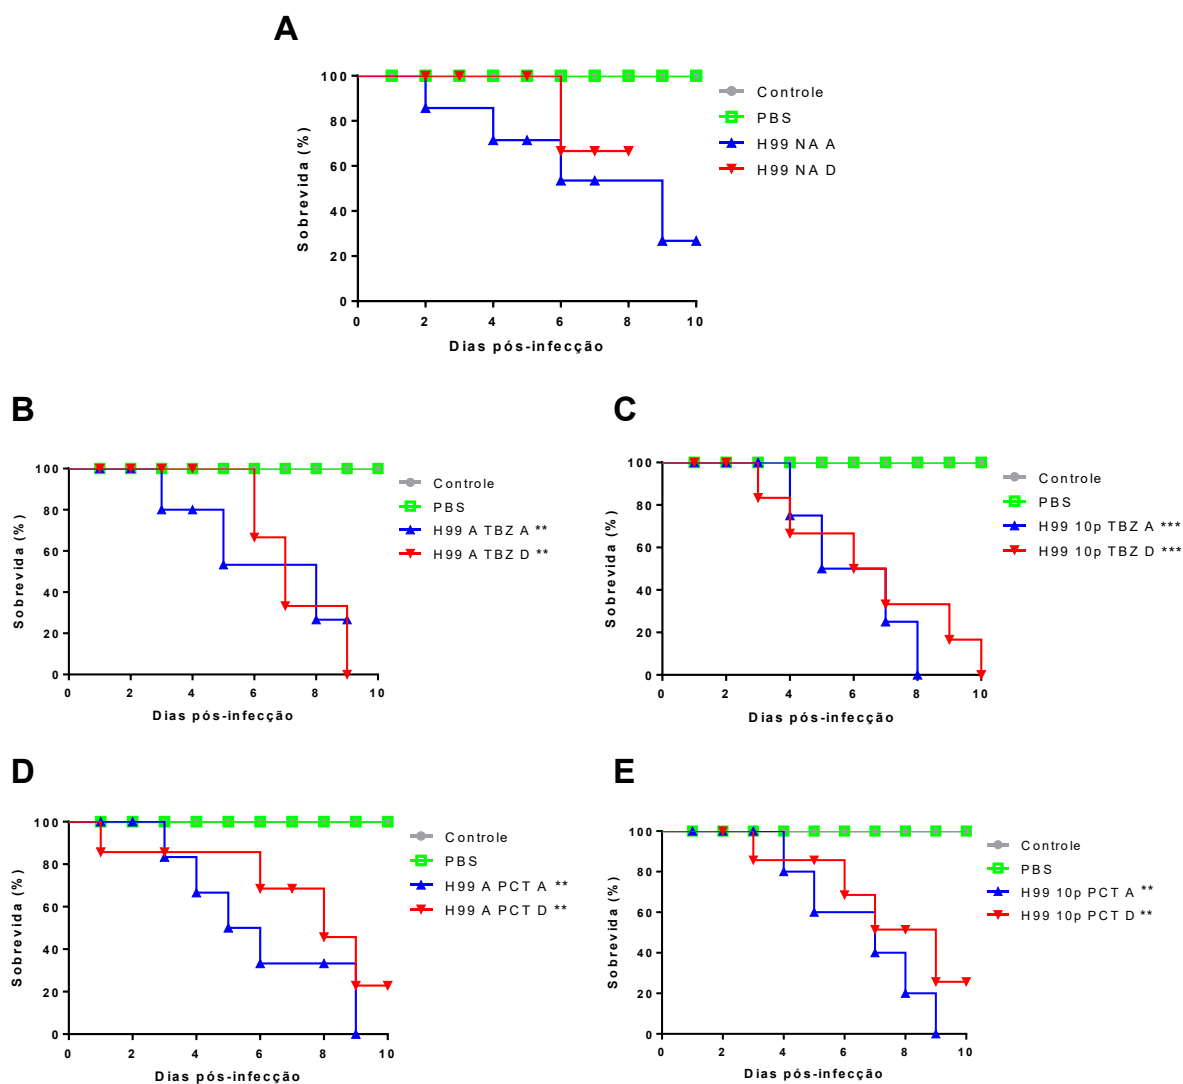 A
Sobrevida (%)
100
80
60
40
20
0
0 2 4 6 8 10
Dias pós-infecção
Controle
PBS
H99 NA A
H99 NA D
B
Sobrevida (%)
100
80
60
40
20
0
0 2 4 6 8 10
Dias pós-infecção
Controle
PBS
H99 A TBZ A **
H99 A TBZ D **
C
Sobrevida (%)
100
80
60
40
20
0
0 2 4 6 8 10
Dias pós-infecção
Controle
PBS
H99 10p TBZ A ***
H99 10p TBZ D ***
D
Sobrevida (%)
100
80
60
40
20
0
0 2 4 6 8 10
Dias pós-infecção
Controle
PBS
H99 A PCT A **
H99 A PCT D **
E
Sobrevida (%)
100
80
60
40
20
0
0 2 4 6 8 10
Dias pós-infecção
Controle
PBS
H99 10p PCT A **
H99 10p PCT D **